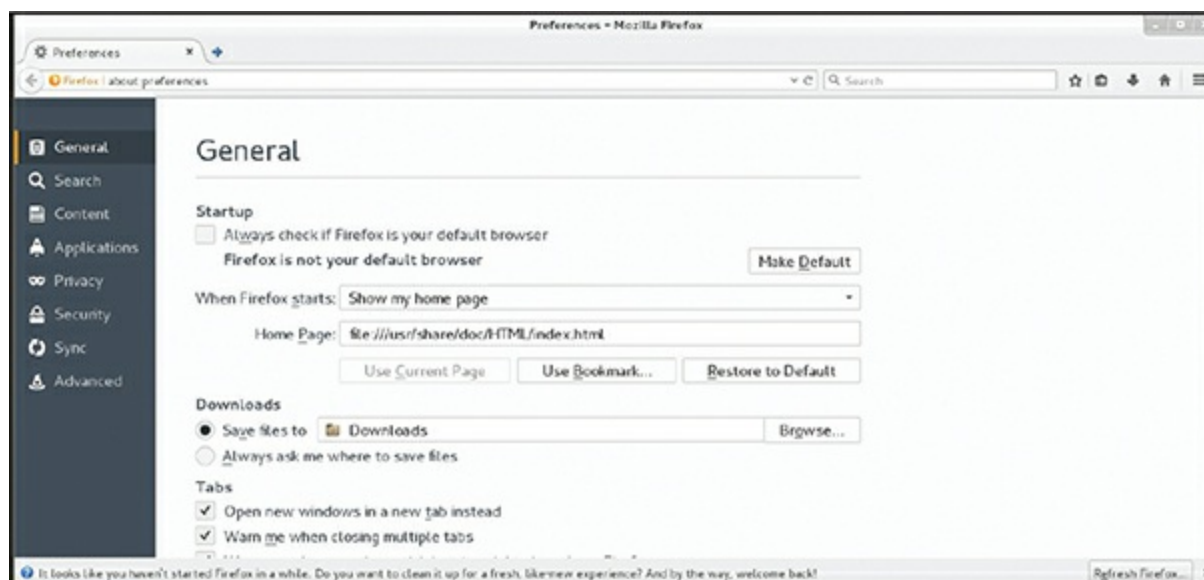 Preferences - Mozilla Firefox
Preferences
Firefox about:preferences
Search
General
Search
Content
Applications
Privacy
Security
Sync
Advanced
General
Startup
Always check if Firefox is your default browser
Firefox is not your default browser
Make Default
When Firefox starts: Show my home page
Home Page: file:///usr/share/doc/HTML/index.html
Use Current Page Use Bookmark... Restore to Default
Downloads
Save files to Downloads Browse...
Always ask me where to save files
Tabs
Open new windows in a new tab instead
Warn me when closing multiple tabs
It looks like you haven't started Firefox in a while. Do you want to clean it up for a fresh, like-new experience? And by the way, welcome back!
Refresh Firefox...